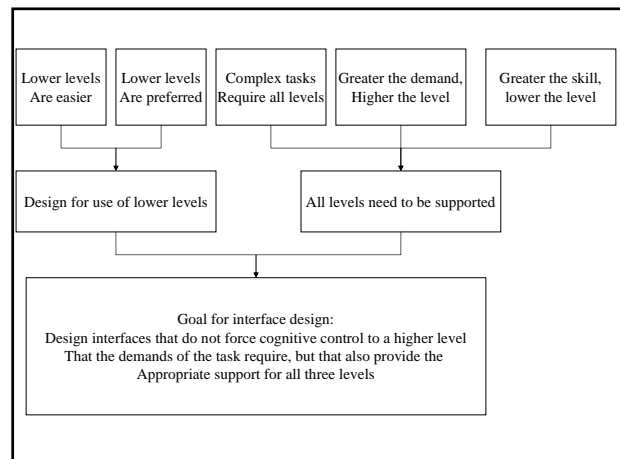 Lower levels
Are easier
Lower levels
Are preferred
Complex tasks
Require all levels
Greater the demand,
Higher the level
Greater the skill,
lower the level
Design for use of lower levels
All levels need to be supported
Goal for interface design:
Design interfaces that do not force cognitive control to a higher level
That the demands of the task require, but that also provide the
Appropriate support for all three levels